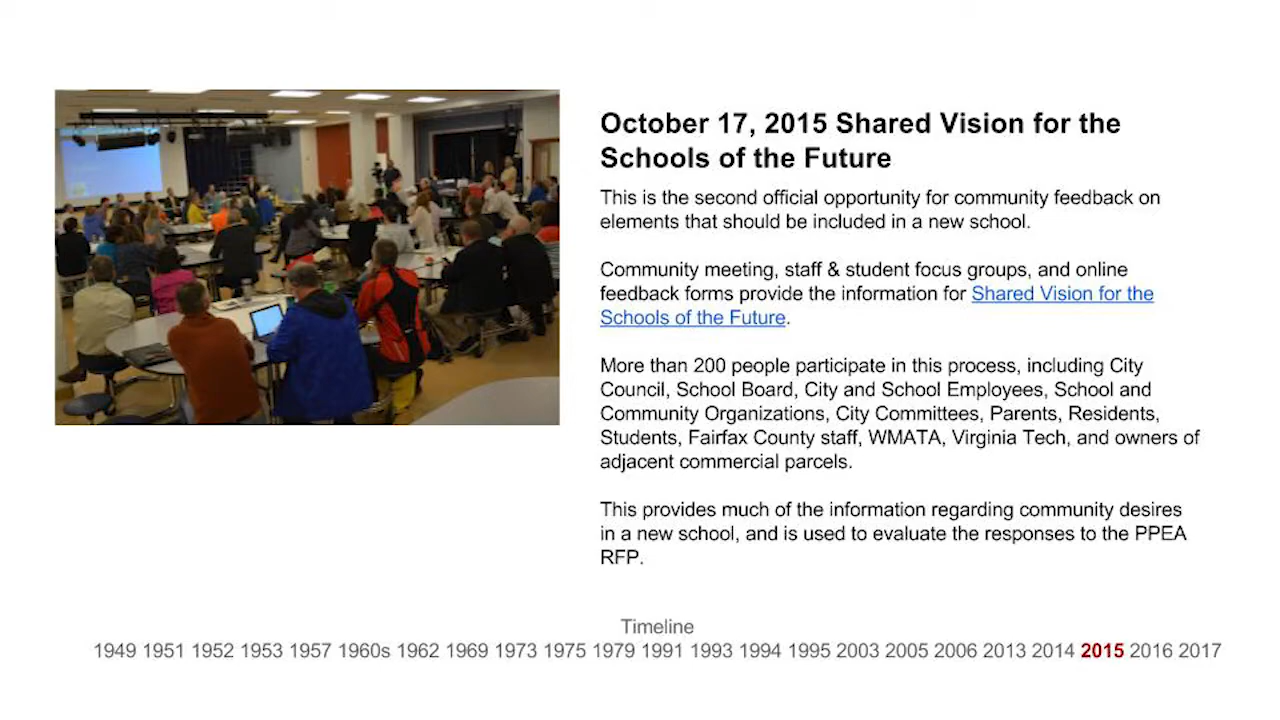 October 17, 2015 Shared Vision for the
Schools of the Future
This is the second official opportunity for community feedback on
elements that should be included in a new school.
Community meeting, staff & student focus groups, and online
feedback forms provide the information for Shared Vision for the
Schools of the Future.
More than 200 people participate in this process, including City
Council, School Board, City and School Employees, School and
Community Organizations, City Committees, Parents, Residents,
Students, Fairfax County staff, WMATA, Virginia Tech, and owners of
adjacent commercial parcels.
This provides much of the information regarding community desires
in a new school, and is used to evaluate the responses to the PPEA
RFP.
Timeline
1949 1951 1952 1953 1957 1960s 1962 1969 1973 1975 1979 1991 1993 1994 1995 2003 2005 2006 2013 2014 2015 2016 2017